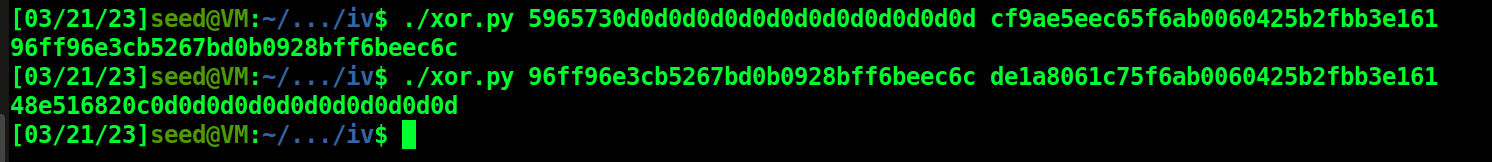 [03/21/23]seed@VM:~/.../iv$ ./xor.py 5965730d0d0d0d0d0d0d0d0d0d0d0d0d cf9ae5eec65f6ab0060425b2fbb3e161
96ff96e3cb5267bd0b0928bff6beec6c
[03/21/23]seed@VM:~/.../iv$ ./xor.py 96ff96e3cb5267bd0b0928bff6beec6c de1a8061c75f6ab0060425b2fbb3e161
48e516820c0d0d0d0d0d0d0d0d0d0d0d
[03/21/23]seed@VM:~/.../iv$